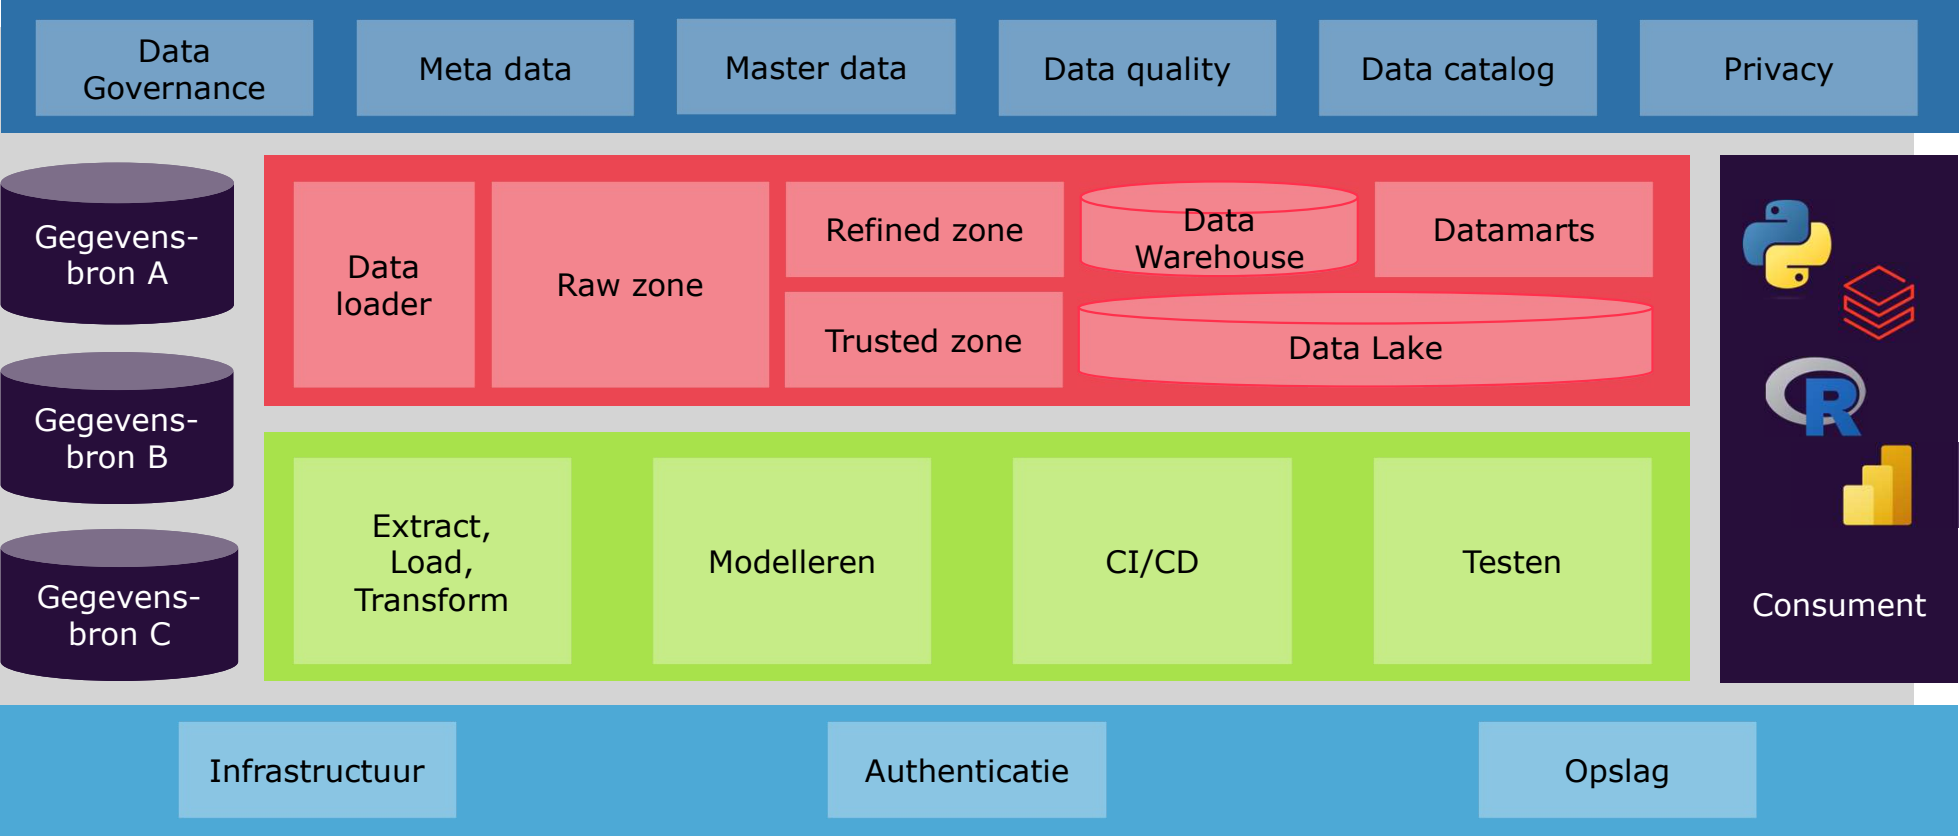 Data
Governance
Meta data
Master data
Data quality
Data catalog
Privacy
Gegevens-
bron A
Gegevens-
bron B
Gegevens-
bron C
Data
loader
Raw zone
Refined zone
Trusted zone
Data
Warehouse
Datamarts
Data Lake
Extract,
Load,
Transform
Modelleren
CI/CD
Testen
R
Consument
Infrastructuur
Authenticatie
Opslag